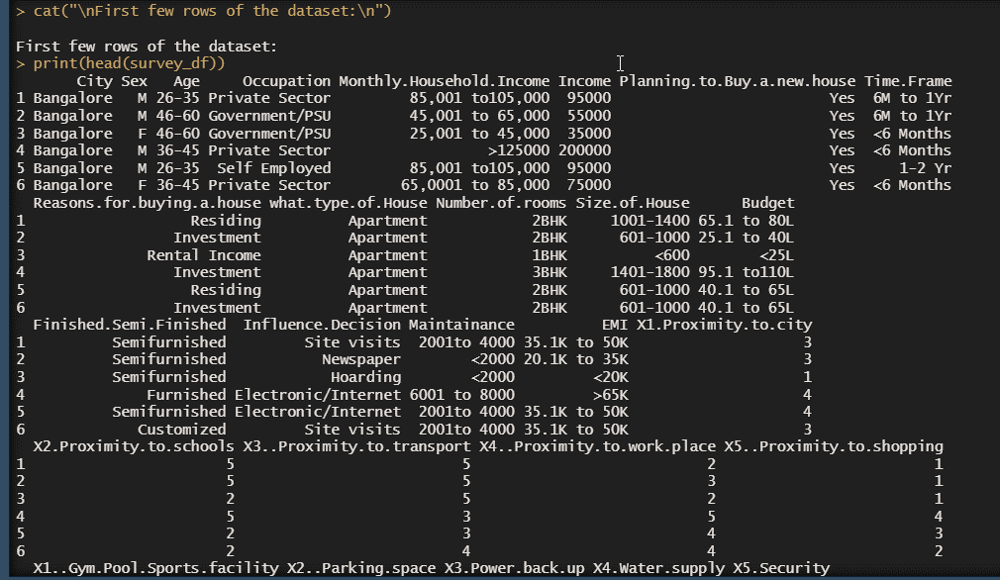 > cat("\nFirst few rows of the dataset:\n")
First few rows of the dataset:
> print(head(survey_df))
City Sex Age Occupation Monthly.Household.Income Income Planning.to.Buy.a.new.house Time.Frame
1 Bangalore M 26-35 Private Sector 85,001 to105,000 95000 Yes 6M to 1Yr
2 Bangalore M 46-60 Government/PSU 45,001 to 65,000 55000 Yes 6M to 1Yr
3 Bangalore F 46-60 Government/PSU 25,001 to 45,000 35000 Yes <6 Months
4 Bangalore M 36-45 Private Sector >125000 200000 Yes <6 Months
5 Bangalore M 26-35 Self Employed 85,001 to105,000 95000 Yes 1-2 Yr
6 Bangalore F 36-45 Private Sector 65,0001 to 85,000 75000 Yes <6 Months
Reasons.for.buying.a.house what.type.of.House Number.of.rooms Size.of.House Budget
1 Residing Apartment 2BHK 1001-1400 65.1 to 80L
2 Investment Apartment 2BHK 601-1000 25.1 to 40L
3 Rental Income Apartment 1BHK <600 <25L
4 Investment Apartment 3BHK 1401-1800 95.1 to110L
5 Residing Apartment 2BHK 601-1000 40.1 to 65L
6 Investment Apartment 2BHK 601-1000 40.1 to 65L
Finished.Semi.Finished Influence.Decision Maintainance EMI X1.Proximity.to.city
1 Semifurnished Site visits 2001to 4000 35.1K to 50K 3
2 Semifurnished Newspaper <2000 20.1K to 35K 3
3 Semifurnished Hoarding <2000 <20K 1
4 Furnished Electronic/Internet 6001 to 8000 >65K 4
5 Semifurnished Electronic/Internet 2001to 4000 35.1K to 50K 4
6 Customized Site visits 2001to 4000 35.1K to 50K 3
X2.Proximity.to.schools X3..Proximity.to.transport X4..Proximity.to.work.place X5..Proximity.to.shopping
1 5 5 2 1
2 5 5 3 1
3 2 5 2 1
4 5 3 5 4
5 2 3 4 3
6 2 4 4 2
X1..Gym.Pool.Sports.facility X2..Parking.space X3.Power.back.up X4.Water.supply X5.Security